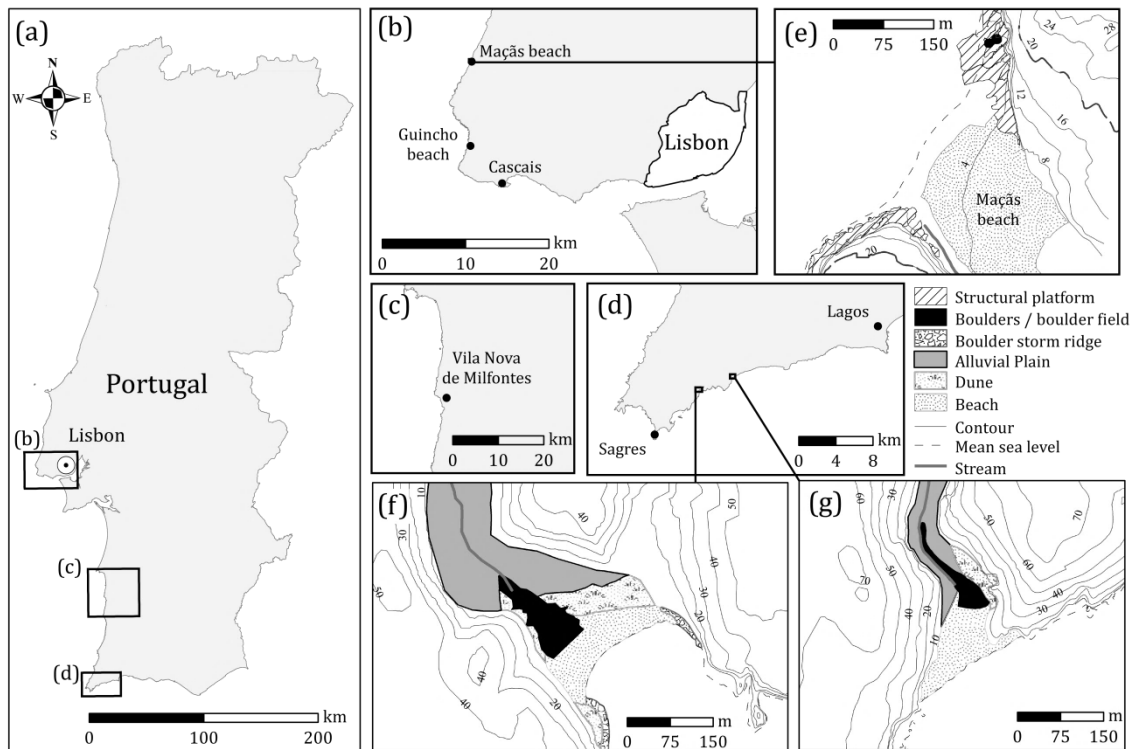 (a)
N
W E
S
Portugal
Lisbon
(b)
(c)
(d)
km
0 100 200
(b)
Maçãs beach
Guincho
beach
Cascais
Lisbon
km
0 10 20
(c)
Vila Nova
de Milfontes
km
0 10 20
(d)
Lagos
Sagres
km
0 4 8
(e)
m
0 75 150
24
28
20
12
16
4
8
Maçãs
beach
20
Structural platform
Boulders / boulder field
Boulder storm ridge
Alluvial Plain
Dune
Beach
Contour
Mean sea level
Stream
(f)
10
30
50
40
50
40
30
20
40
40
20
m
0 75 150
(g)
60
30
50
70
70
50
40
20
10
30
40
m
0 75 150